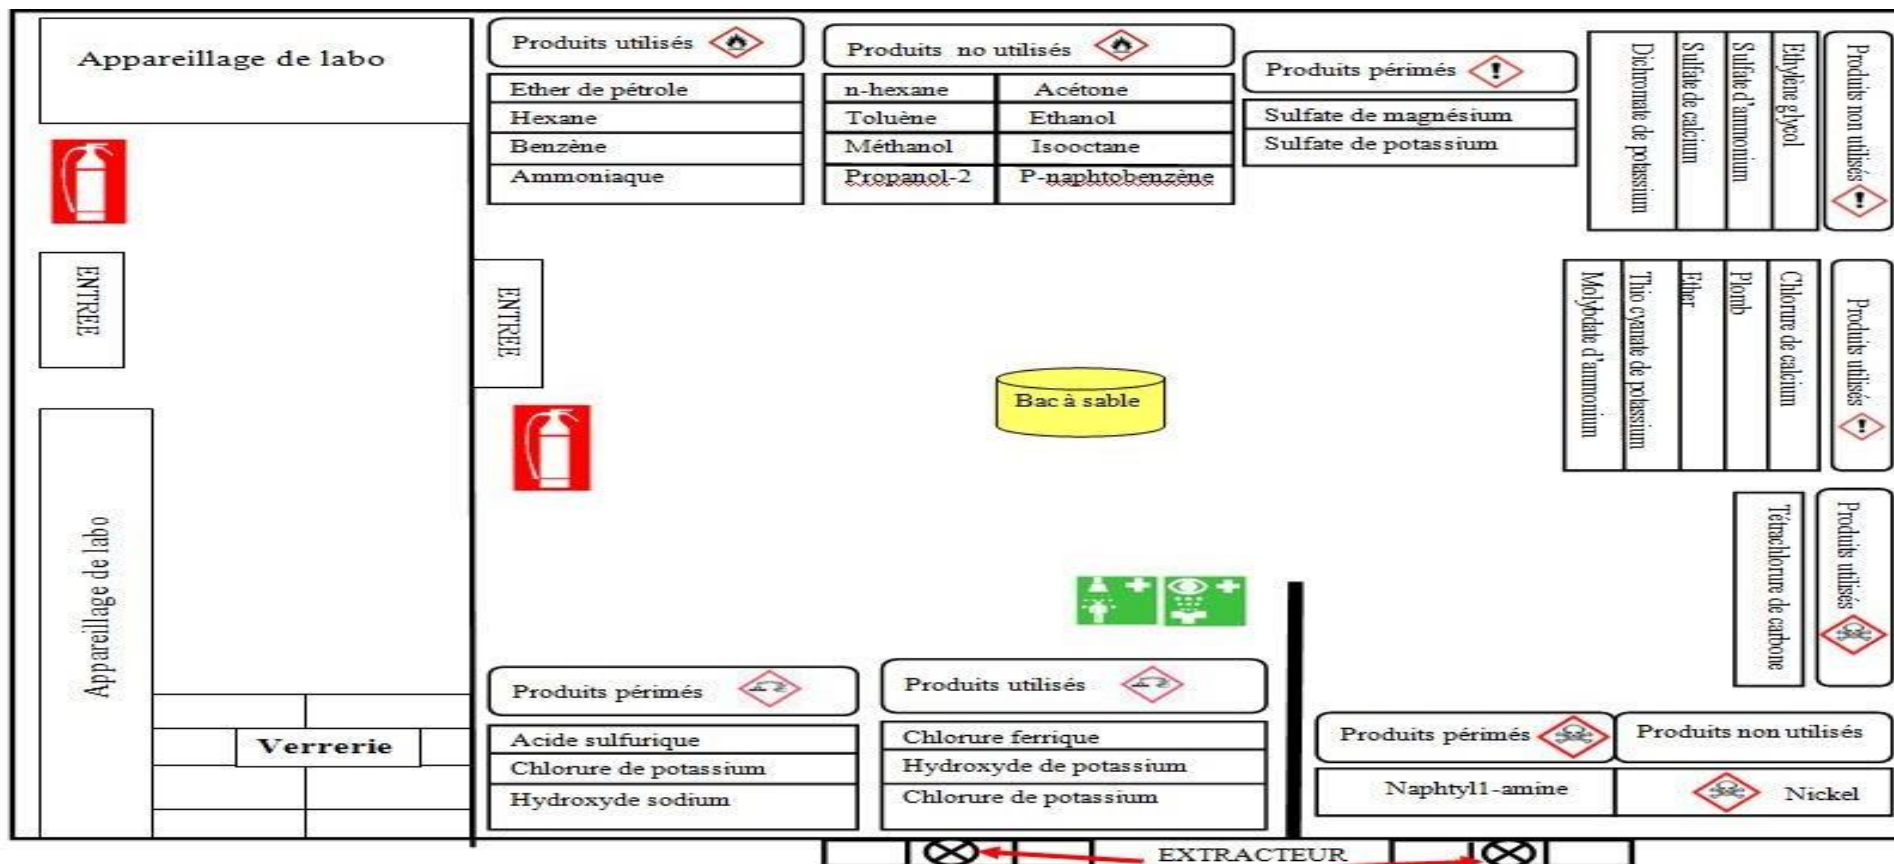 Appareillage de labo
ENTREE
Appareillage de labo
Verrerie
Produits utilisés
Ether de pétrole
Hexane
Benzène
Ammoniaque
Produits no utilisés
n-hexane Acétone
Toluène Ethanol
Méthanol Isooctane
Propanol-2 P-naphtobenzène
Produits périmés
Sulfate de magnésium
Sulfate de potassium
Produits non utilisés
Ethylène glycol
Sulfate d'ammonium
Sulfate de calcium
Dichromate de potassium
ENTREE
Bac à sable
Produits utilisés
Chlorure de calcium
Plomb
Ether
Thio cyanate de potassium
Molybdate d'ammonium
Produits utilisés
Tétrachlorure de carbone
Produits périmés
Acide sulfurique
Chlorure de potassium
Hydroxyde sodium
Produits utilisés
Chlorure ferrique
Hydroxyde de potassium
Chlorure de potassium
Produits périmés
Naphtyl1-amine
Produits non utilisés
Nickel
EXTRACTEUR